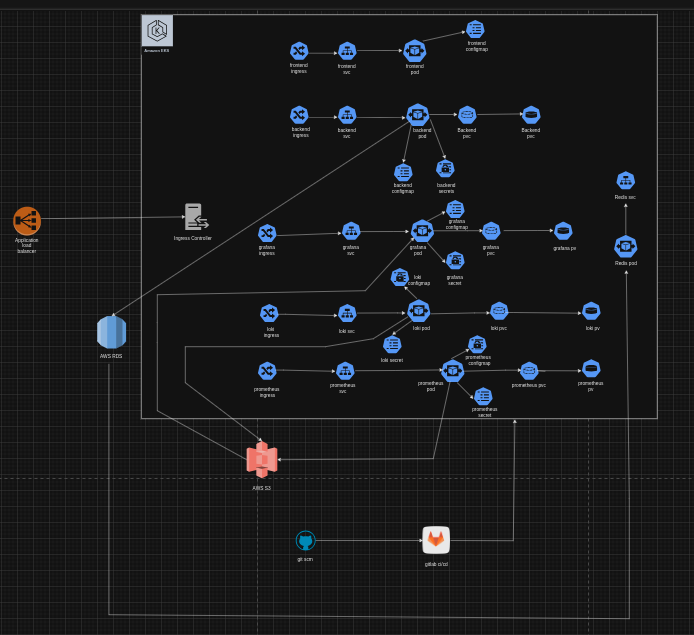 Amazon EKS
frontend
ingress
frontend
svc
frontend
pod
frontend
configmap
backend
ingress
backend
svc
backend
pod
Backend
pvc
Backend
pvc
backend
configmap
backend
secrets
Redis svc
Application
load
balancer
Ingress Controller
grafana
ingress
grafana
svc
grafana
pod
grafana
configmap
grafana
pvc
grafana pv
grafana
secret
Redis pod
loki
configmap
loki
ingress
loki svc
loki pod
loki pvc
loki pv
AWS RDS
loki secret
prometheus
configmap
prometheus
ingress
prometheus
svc
prometheus
pod
prometheus pvc
prometheus
pv
prometheus
secret
AWS S3
git scm
gitlab ci/cd